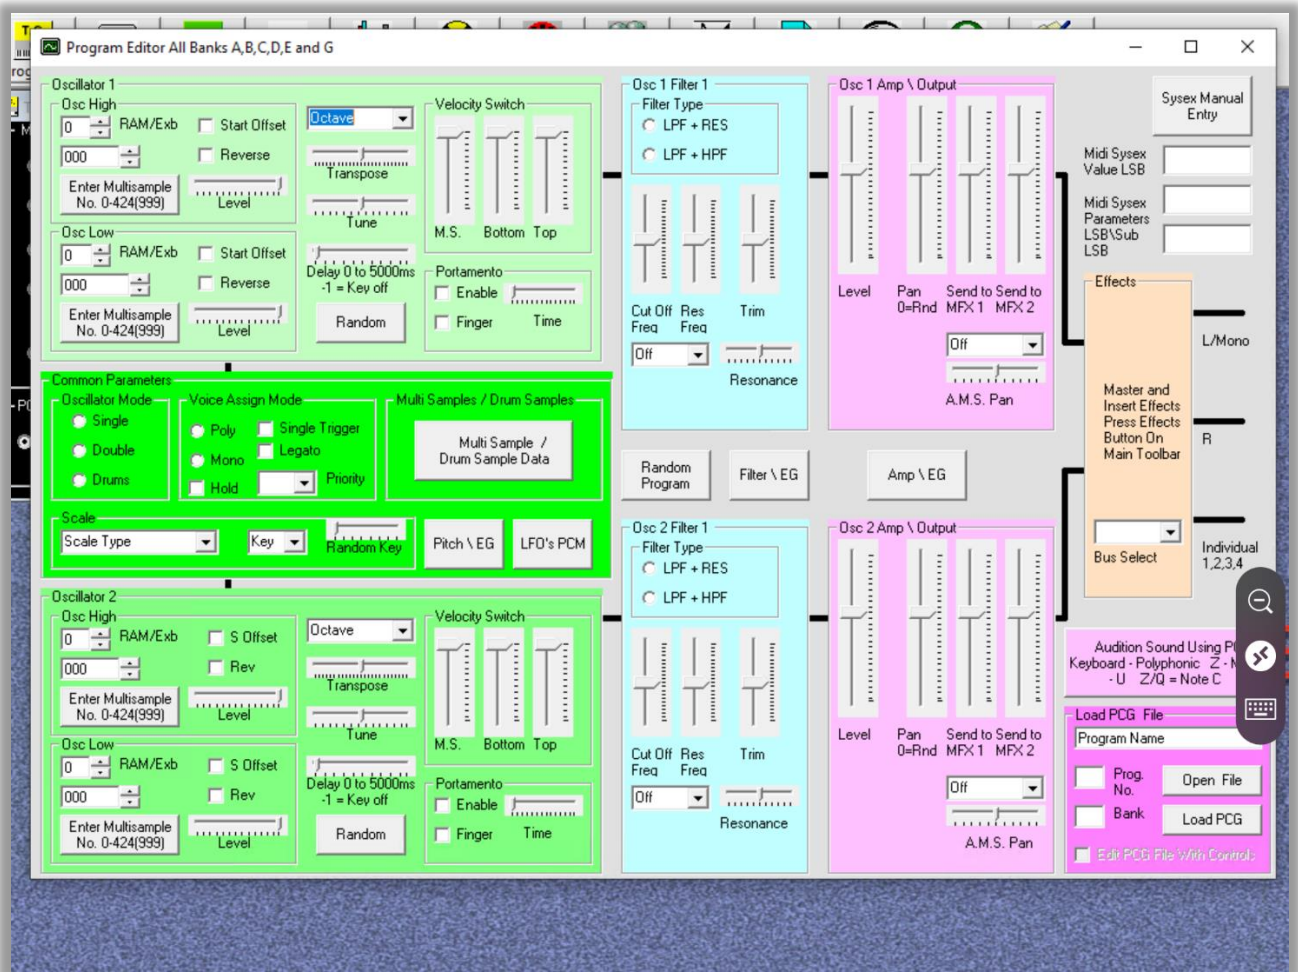 Program Editor All Banks A,B,C,D,E and G
Oscillator 1
Osc High
0
RAM/Exb
Start Offset
000
Reverse
Enter Multisample
No. 0-424(999)
Level
Osc Low
0
RAM/Exb
Start Offset
000
Reverse
Enter Multisample
No. 0-424(999)
Level
Octave
Transpose
Tune
Delay 0 to 5000ms
-1 = Key off
Random
Velocity Switch
M.S.
Bottom
Top
Portamento
Enable
Finger
Time
Osc 1 Filter 1
Filter Type
LPF + RES
LPF + HPF
Cut Off
Freq
Res
Freq
Trim
Off
Resonance
Osc 1 Amp \ Output
Level
Pan
0=Rnd
Send to
MFX 1
Send to
MFX 2
Off
A.M.S. Pan
Sysex Manual
Entry
Midi Sysex
Value LSB
Midi Sysex
Parameters
LSB\Sub
LSB
Effects
Master and
Insert Effects
Press Effects
Button On
Main Toolbar
Bus Select
L/Mono
R
Individual
1,2,3,4
Common Parameters
Oscillator Mode
Single
Double
Drums
Voice Assign Mode
Poly
Single Trigger
Mono
Legato
Hold
Priority
Multi Samples / Drum Samples
Multi Sample /
Drum Sample Data
Scale
Scale Type
Key
Random Key
Pitch \ EG
LFO's PCM
Random
Program
Filter \ EG
Amp \ EG
Oscillator 2
Osc High
0
RAM/Exb
S Offset
000
Rev
Enter Multisample
No. 0-424(999)
Level
Osc Low
0
RAM/Exb
S Offset
000
Rev
Enter Multisample
No. 0-424(999)
Level
Octave
Transpose
Tune
Delay 0 to 5000ms
-1 = Key off
Random
Velocity Switch
M.S.
Bottom
Top
Portamento
Enable
Finger
Time
Osc 2 Filter 1
Filter Type
LPF + RES
LPF + HPF
Cut Off
Freq
Res
Freq
Trim
Off
Resonance
Osc 2 Amp \ Output
Level
Pan
0=Rnd
Send to
MFX 1
Send to
MFX 2
Off
A.M.S. Pan
Audition Sound Using
Keyboard - Polyphonic Z -
- U Z/Q = Note C
Load PCG File
Program Name
Prog.
No.
Open File
Bank
Load PCG
Edit PCG File With Controls